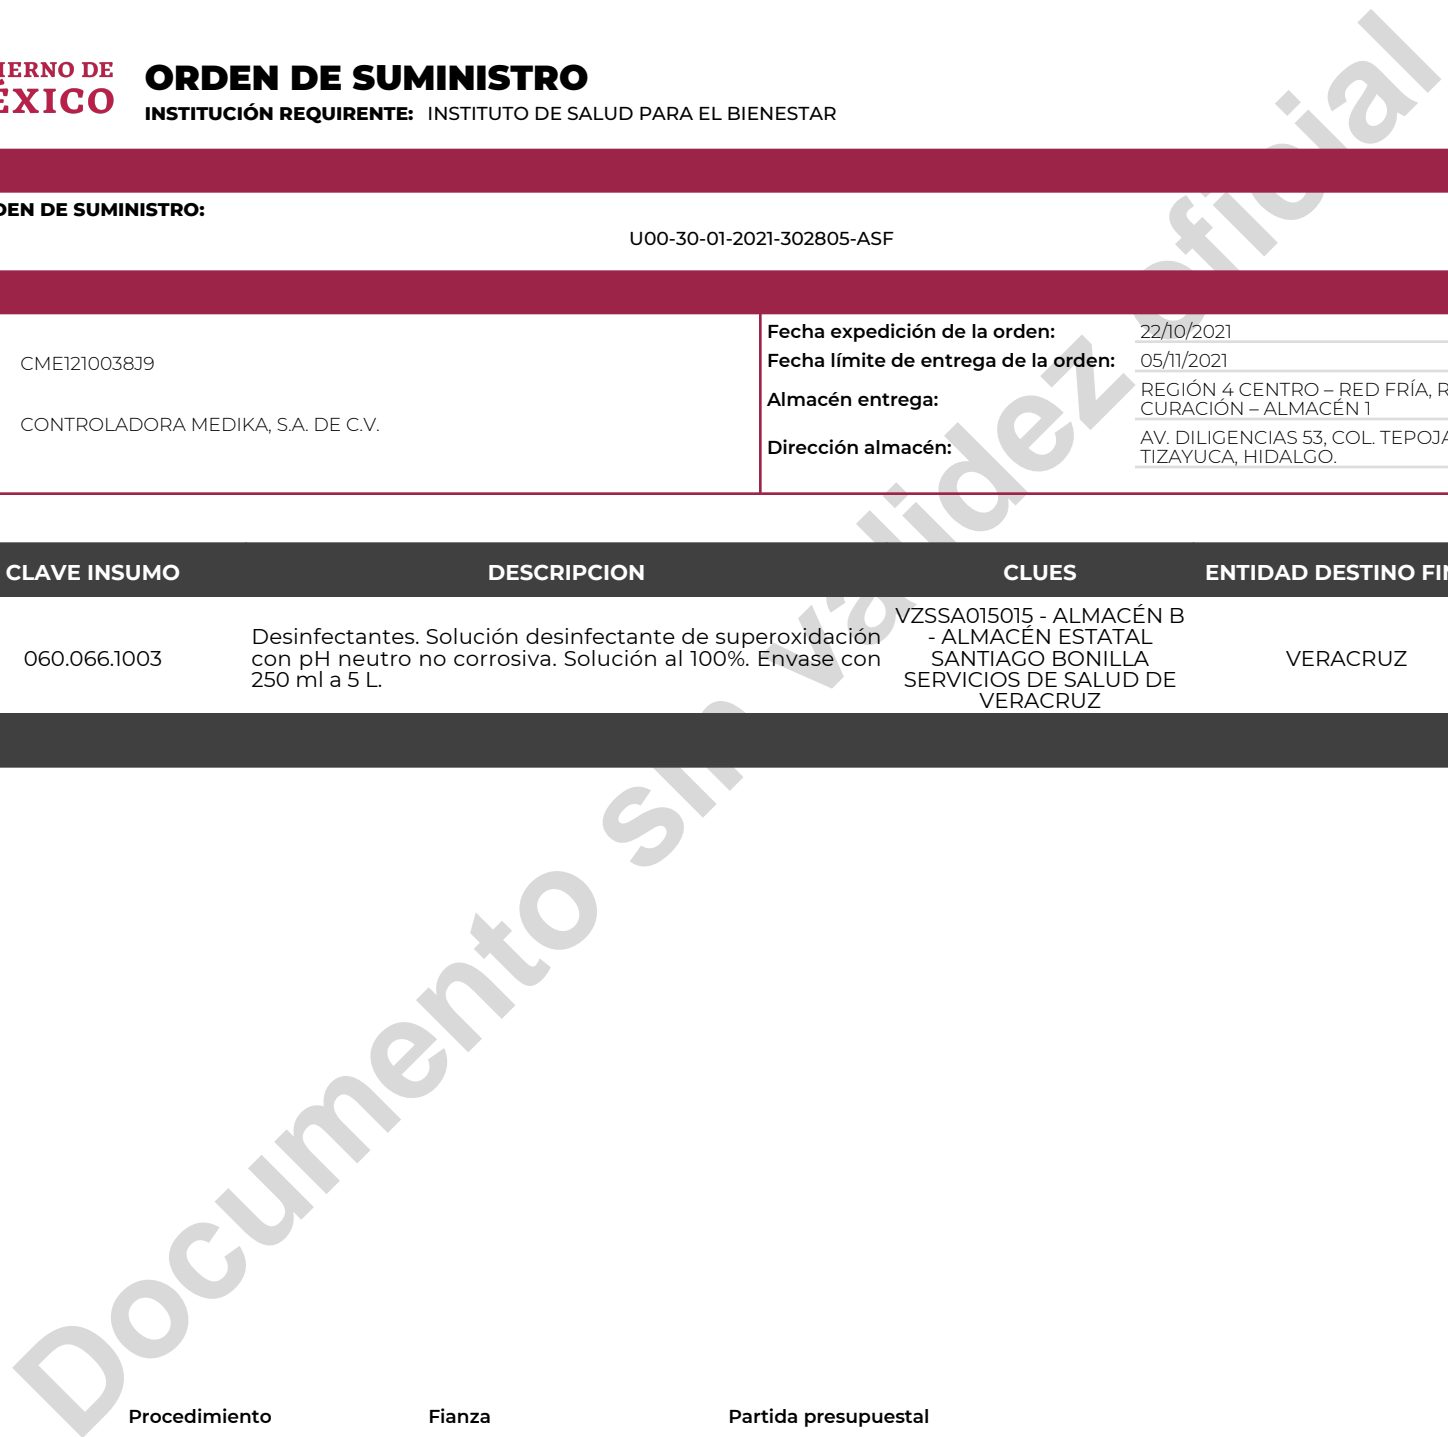 ORDEN DE SUMINISTRO
INSTITUCIÓN REQUIRENTE: INSTITUTO DE SALUD PARA EL BIENESTAR
IERNO DE
ÉXICO
DEN DE SUMINISTRO:
U00-30-01-2021-302805-ASF
CME1210038J9
CONTROLADORA MEDIKA, S.A. DE C.V.
Fecha expedición de la orden: 22/10/2021
Fecha límite de entrega de la orden: 05/11/2021
Almacén entrega: REGIÓN 4 CENTRO – RED FRÍA, R
CURACIÓN – ALMACÉN 1
Dirección almacén: AV. DILIGENCIAS 53, COL. TEPOJA
TIZAYUCA, HIDALGO.
CLAVE INSUMO DESCRIPCION CLUES ENTIDAD DESTINO FIN
060.066.1003
Desinfectantes. Solución desinfectante de superoxidación
con pH neutro no corrosiva. Solución al 100%. Envase con
250 ml a 5 L.
VZSSA015015 - ALMACÉN B
- ALMACÉN ESTATAL
SANTIAGO BONILLA
SERVICIOS DE SALUD DE
VERACRUZ
VERACRUZ
Documento sin validez oficial
Procedimiento Fianza Partida presupuestal